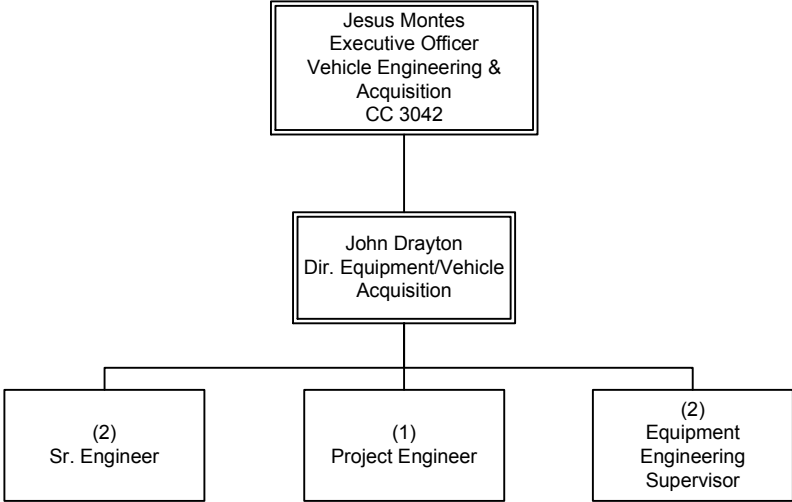 Jesus Montes
Executive Officer
Vehicle Engineering &
Acquisition
CC 3042
John Drayton
Dir. Equipment/Vehicle
Acquisition
(2)
Sr. Engineer
(1)
Project Engineer
(2)
Equipment
Engineering
Supervisor